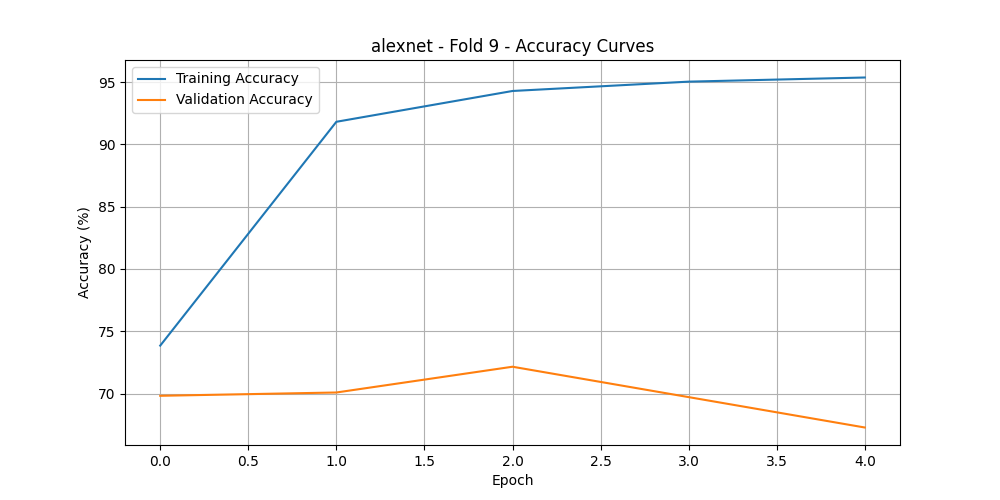 alexnet - Fold 9 - Accuracy Curves
Training Accuracy
Validation Accuracy
Accuracy (%)
95
90
85
80
75
70
0.0 0.5 1.0 1.5 2.0 2.5 3.0 3.5 4.0
Epoch